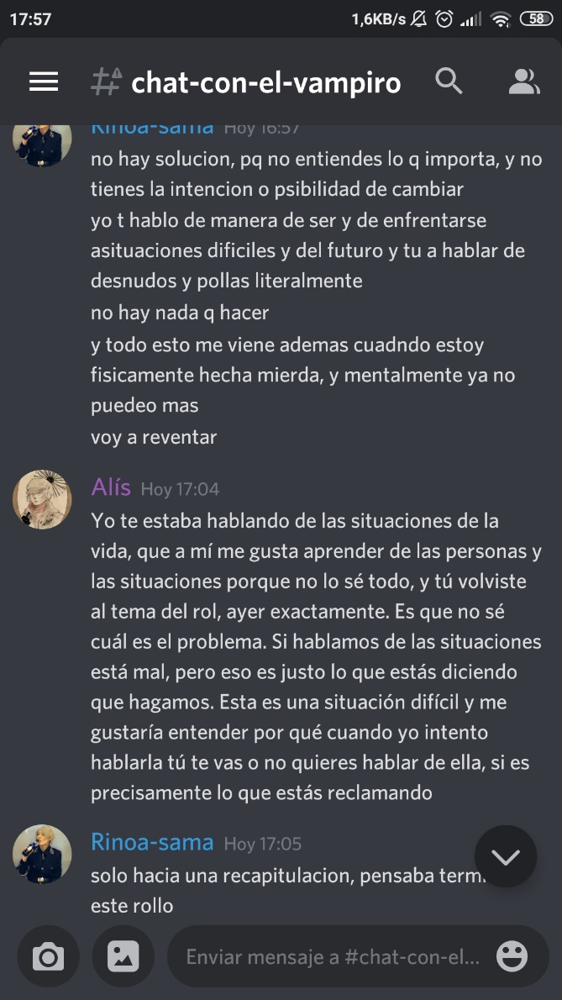 17:57
1,6KB/s
58
chat-con-el-vampiro
Rinoa-sama Hoy 16:57
no hay solucion, pq no entiendes lo q importa, y no
tienes la intencion o psibilidad de cambiar
yo t hablo de manera de ser y de enfrentarse
asituaciones dificiles y del futuro y tu a hablar de
desnudos y pollas literalmente
no hay nada q hacer
y todo esto me viene ademas cuadndo estoy
fisicamente hecha mierda, y mentalmente ya no
puedeo mas
voy a reventar
Alís Hoy 17:04
Yo te estaba hablando de las situaciones de la
vida, que a mí me gusta aprender de las personas y
las situaciones porque no lo sé todo, y tú volviste
al tema del rol, ayer exactamente. Es que no sé
cuál es el problema. Si hablamos de las situaciones
está mal, pero eso es justo lo que estás diciendo
que hagamos. Esta es una situación difícil y me
gustaría entender por qué cuando yo intento
hablarla tú te vas o no quieres hablar de ella, si es
precisamente lo que estás reclamando
Rinoa-sama Hoy 17:05
solo hacia una recapitulacion, pensaba
este rollo
Enviar mensaje a #chat-con-el...